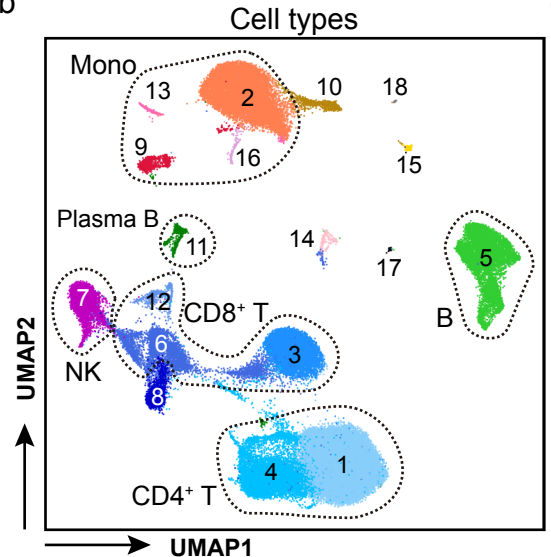 b
Cell types
Mono
13
2
10
18
9
16
15
Plasma B
11
14
17
5
B
7
12
CD8⁺ T
6
3
NK
8
4
1
CD4⁺ T
UMAP2
UMAP1